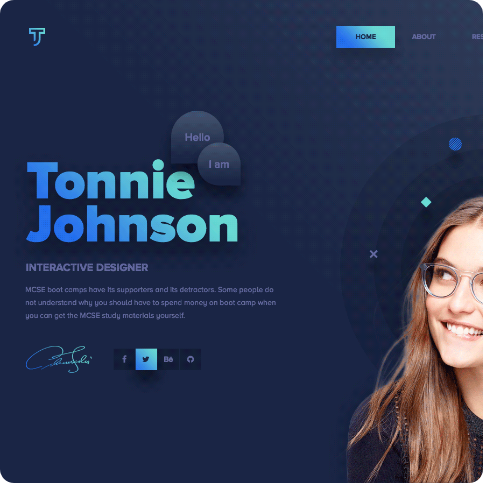 HOME
ABOUT
Hello
I am
Tonnie
Johnson
INTERACTIVE DESIGNER
MCSE boot camps have its supporters and its detractors. Some people do
not understand why you should have to spend money on boot camp when
you can get the MCSE study materials yourself.
Bē